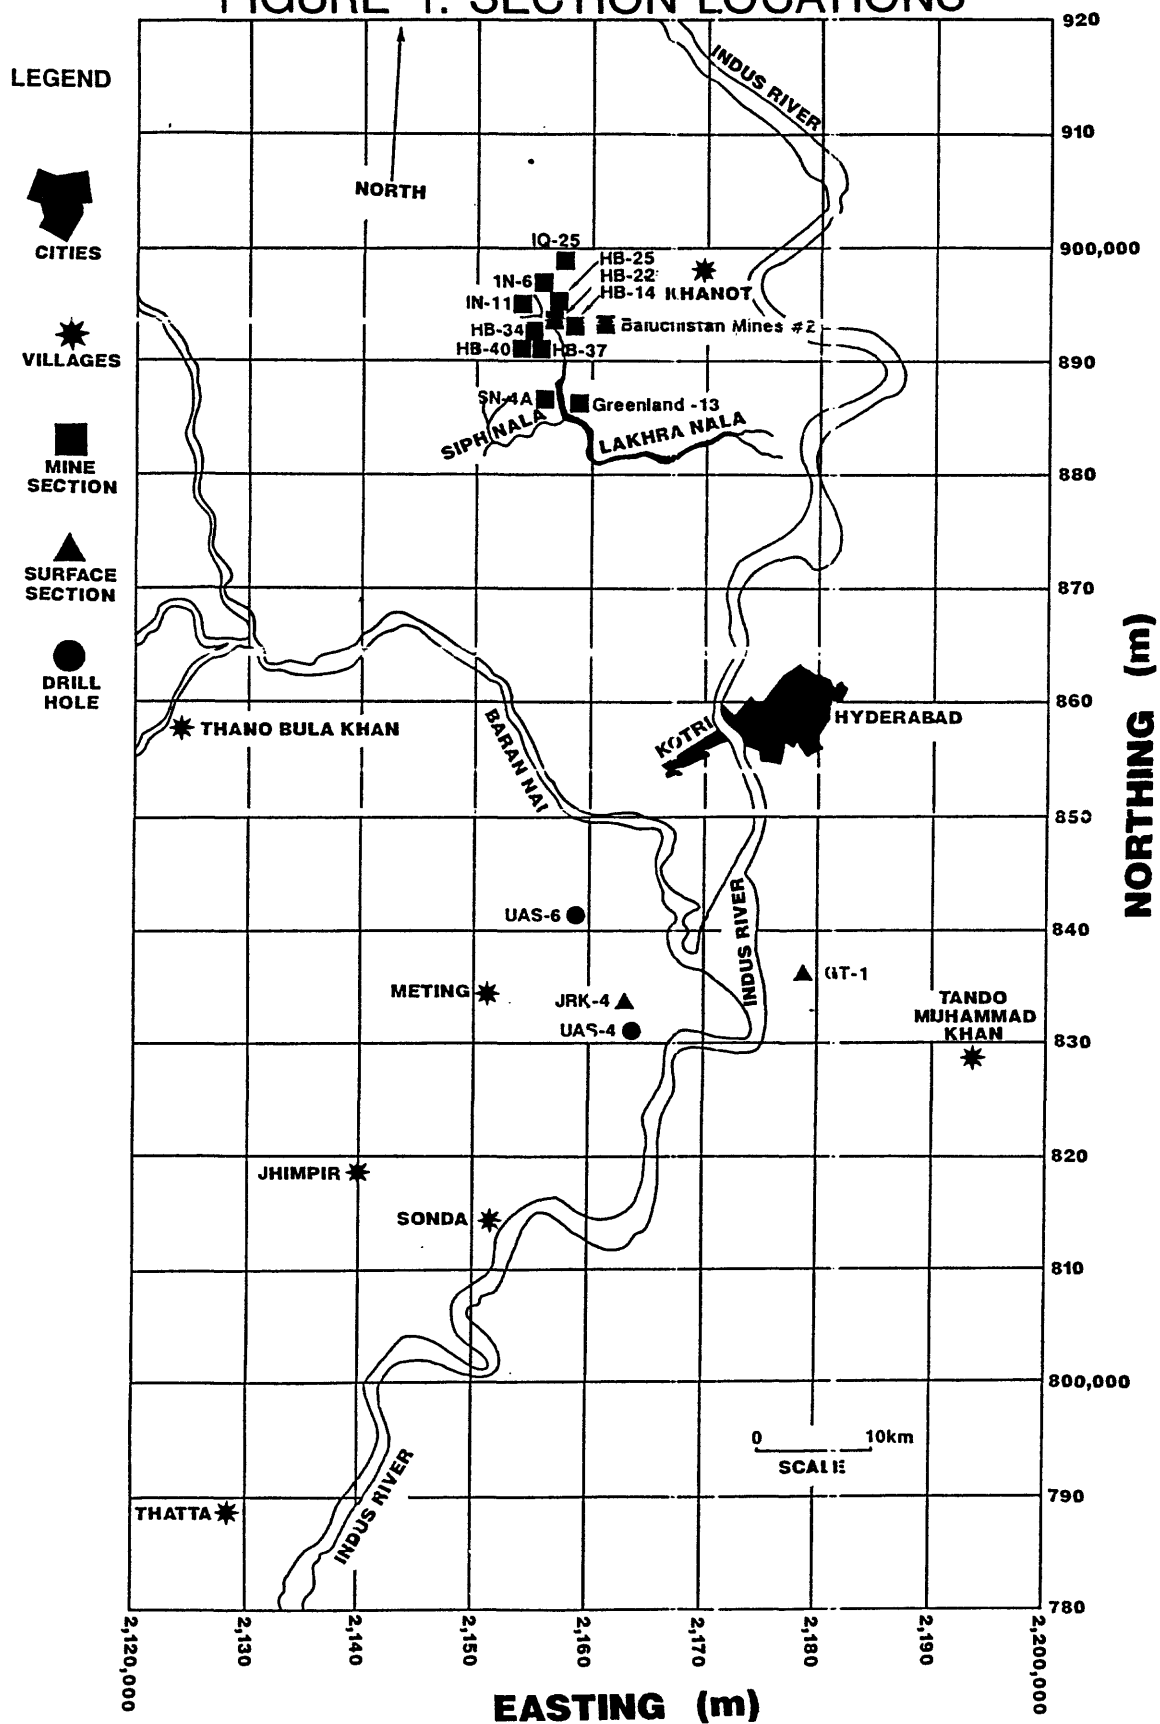 FIGURE 1. SECTION LOCATIONS
LEGEND
CITIES
VILLAGES
MINE
SECTION
SURFACE
SECTION
DRILL
HOLE
NORTH
INDUS RIVER
920
910
900,000
890
880
870
860
850
840
830
820
810
800,000
790
780
NORTHING (m)
IQ-25
HB-25
HB-22
HB-14
1N-6
IN-11
KHANOT
HB-34
Baluchistan Mines #2
HB-40
HB-37
SN-4A
Greenland -13
SIPH NALA
LAKHRA NALA
THANO BULA KHAN
BARAN NAI
KOTRI
HYDERABAD
UAS-6
INDUS RIVER
METING
JRK-4
UAS-4
GT-1
TANDO
MUHAMMAD
KHAN
JHIMPIR
SONDA
0 10km
SCALE
THATTA
INDUS RIVER
2,120,000
2,130
2,140
2,150
2,160
2,170
2,180
2,190
2,200,000
EASTING (m)